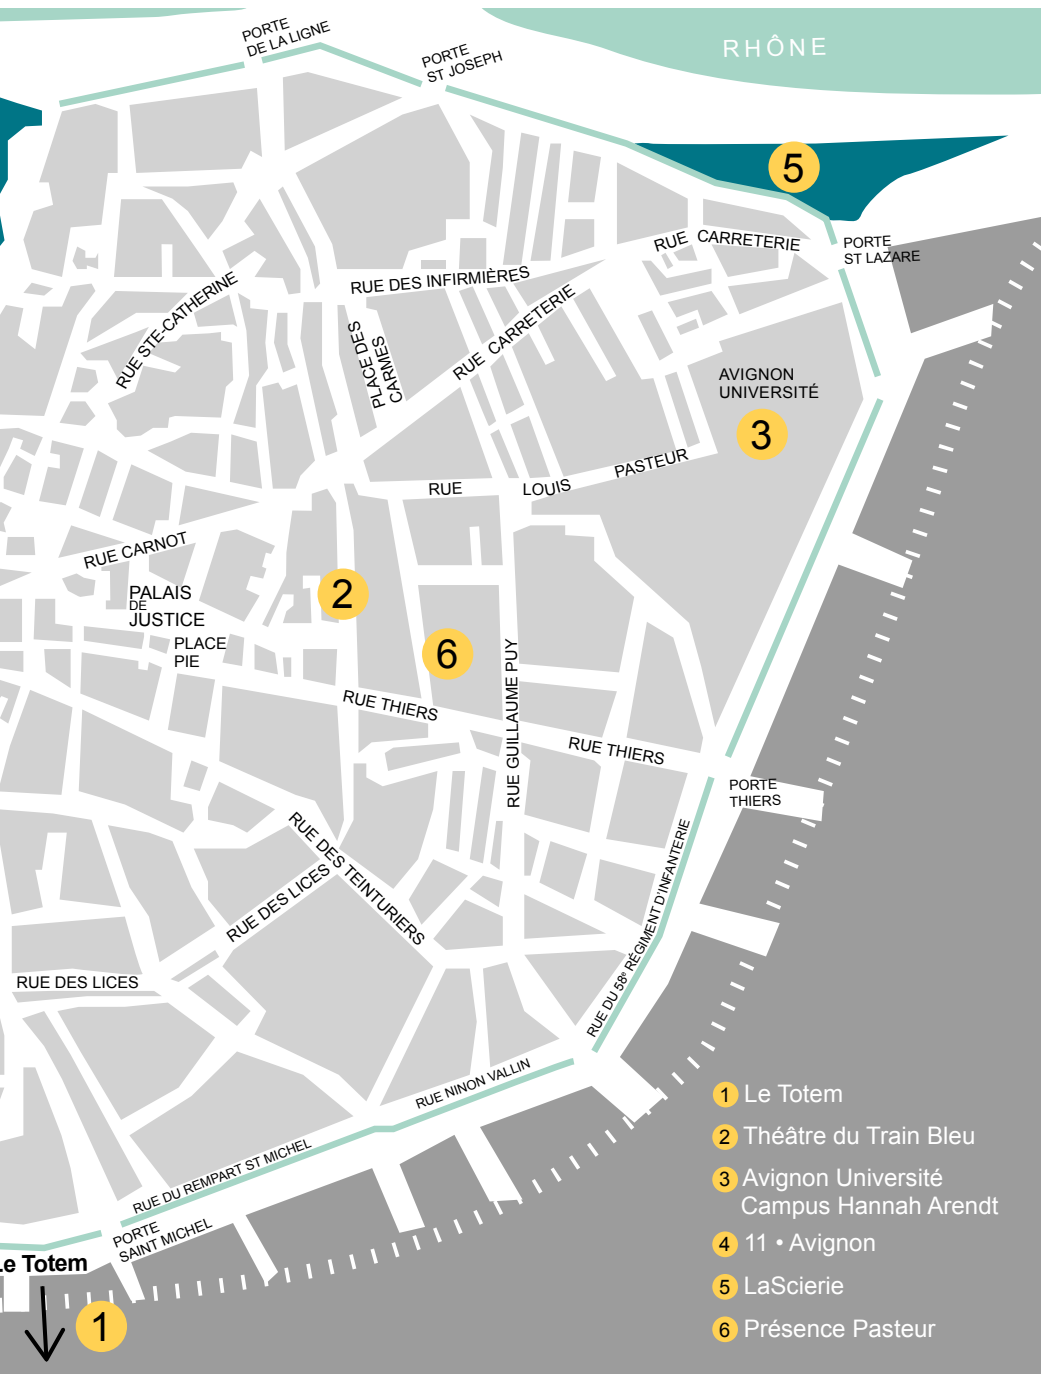 PORTE
DE LA LIGNE
PORTE
ST JOSEPH
RHÔNE
5
RUE CARRETERIE
PORTE
ST LAZARE
RUE DES INFIRMIÈRES
RUE STE-CATHERINE
PLACE DES
CARMES
RUE CARRETERIE
AVIGNON
UNIVERSITÉ
3
RUE LOUIS PASTEUR
RUE CARNOT
PALAIS
DE
JUSTICE
2
PLACE
PIE
6
RUE GUILLAUME PUY
RUE THIERS
RUE THIERS
PORTE
THIERS
RUE DES TEINTURIERS
RUE DES LICES
RUE DU 58e RÉGIMENT D'INFANTERIE
RUE DES LICES
RUE NINON VALLIN
RUE DU REMPART ST MICHEL
PORTE
SAINT MICHEL
Le Totem
1
1 Le Totem
2 Théâtre du Train Bleu
3 Avignon Université
Campus Hannah Arendt
4 11 • Avignon
5 LaScierie
6 Présence Pasteur